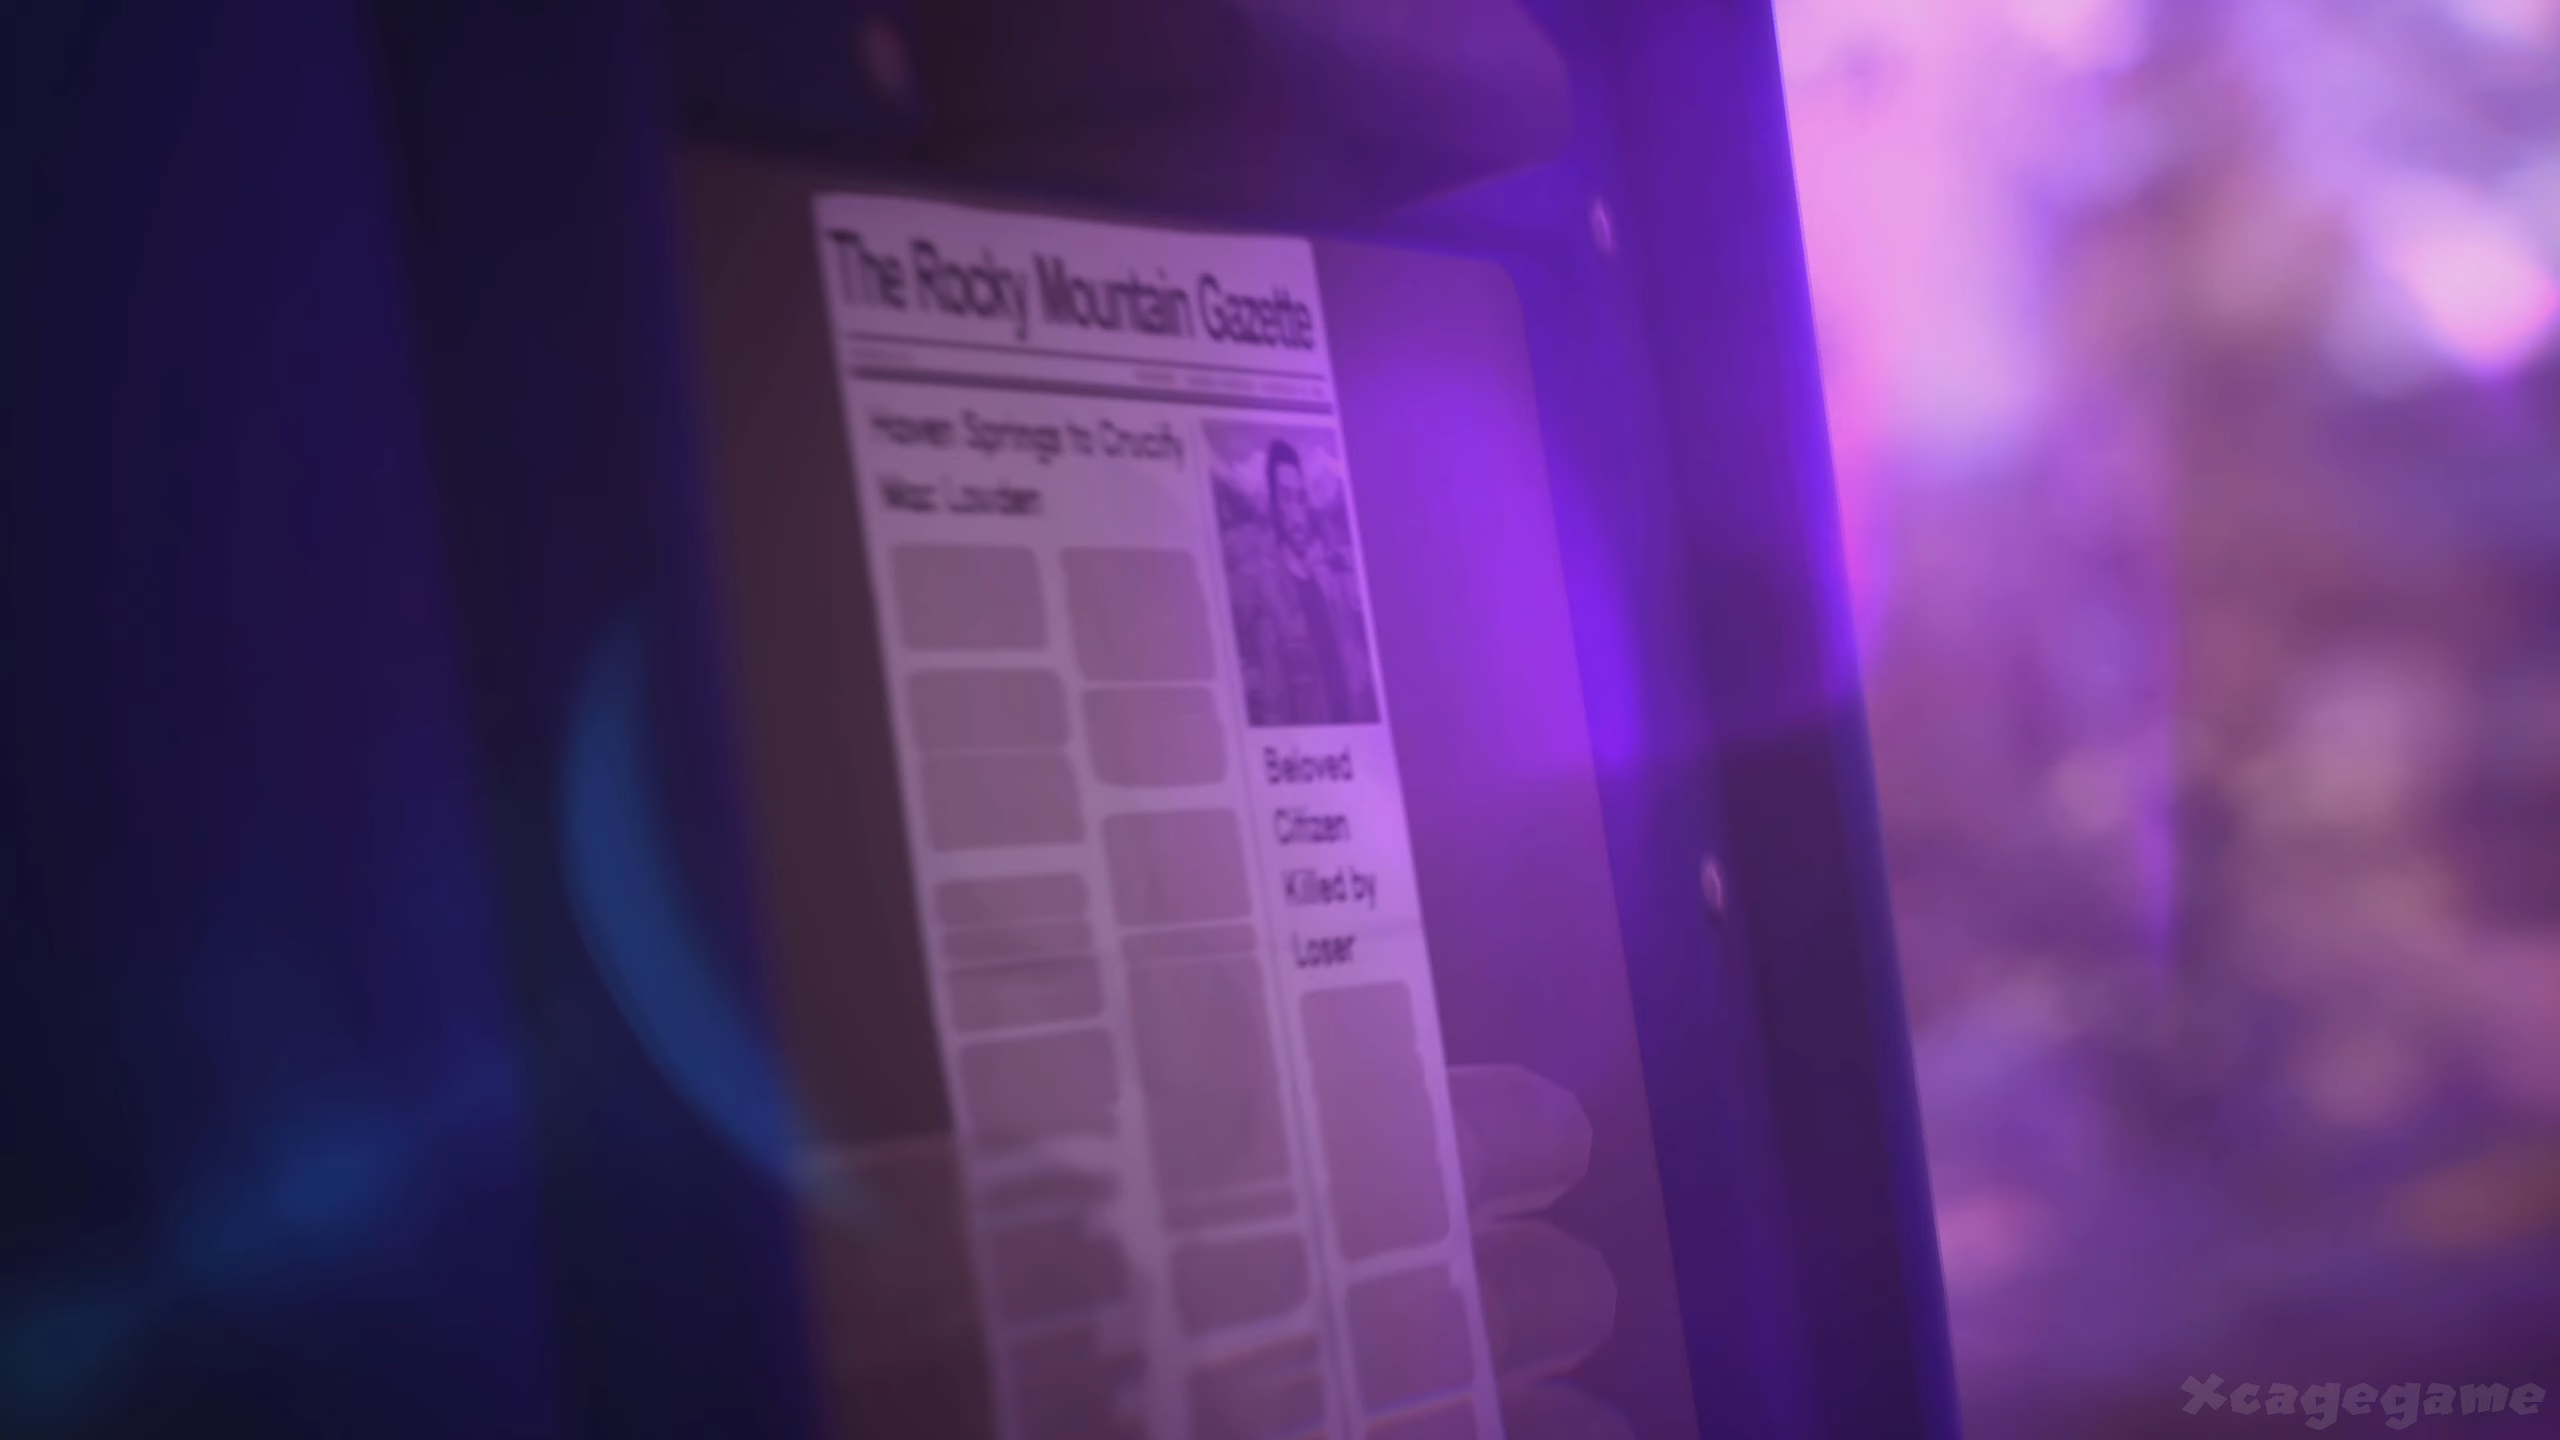 The Rocky Mountain Gazette
Haven Springs to Crucify
Mac Louden
Beloved
Citizen
Killed by
Loser
Xcagegame